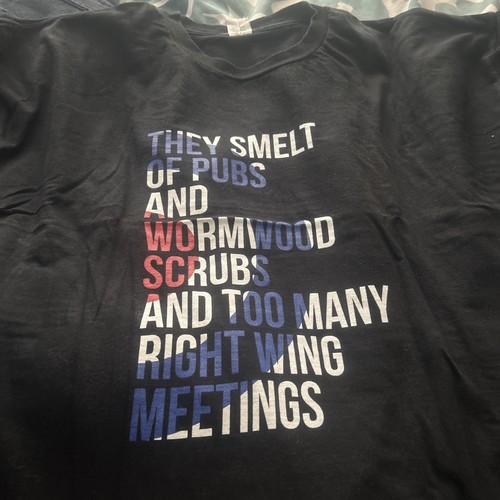 THEY SMELT
OF PUBS
AND
WORMWOOD
SCRUBS
AND TOO MANY
RIGHT WING
MEETINGS